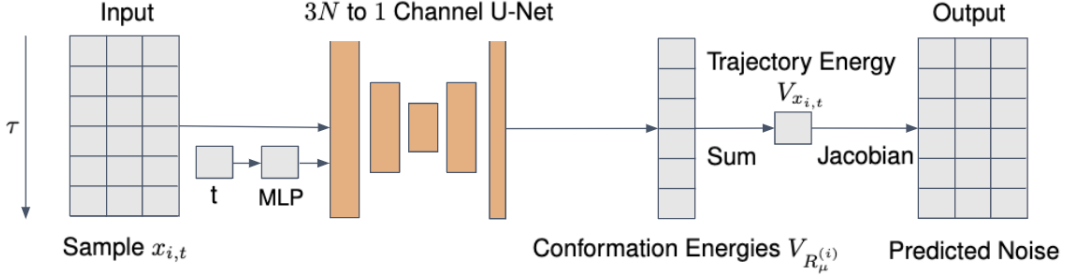 Input
3N to 1 Channel U-Net
Output
Trajectory Energy
V_{x_{i,t}}
τ
t
MLP
Sum
Jacobian
Sample x_{i,t}
Conformation Energies V_{R_μ^{(i)}}
Predicted Noise